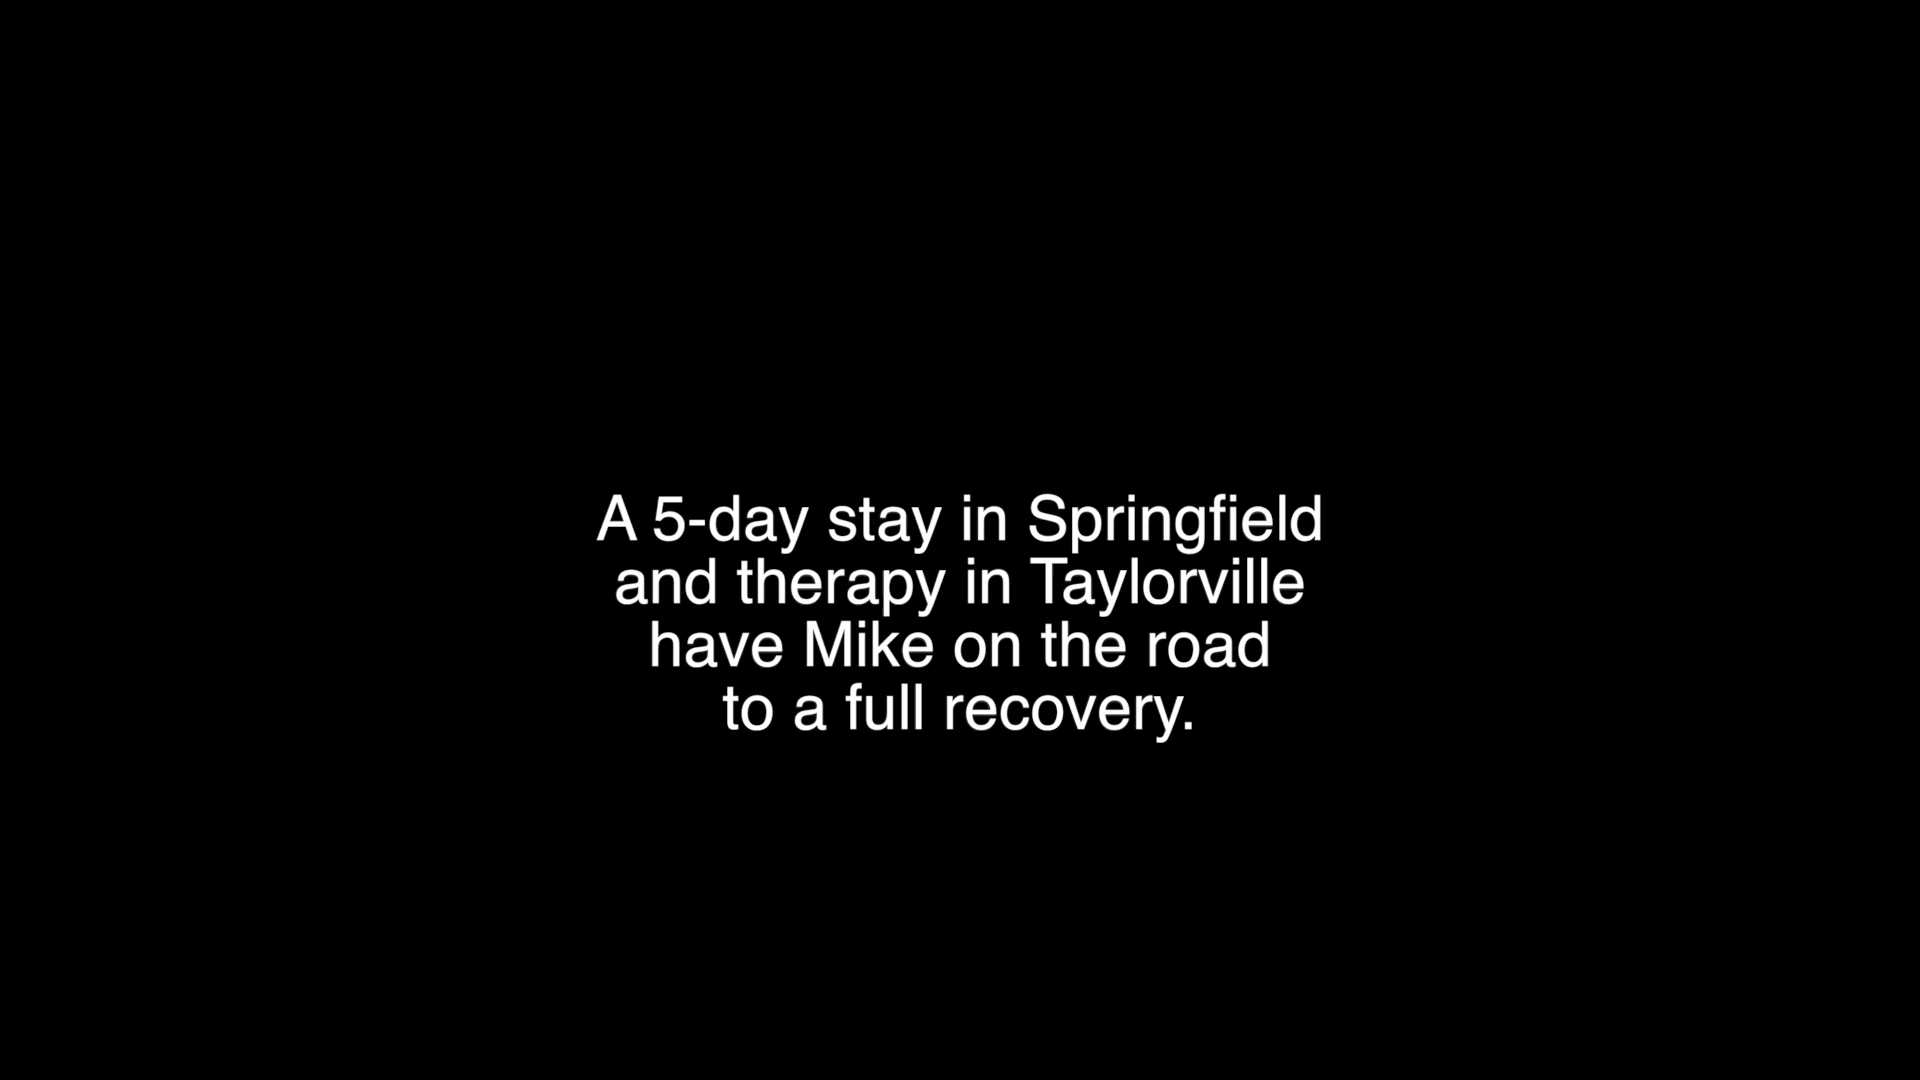 A 5-day stay in Springfield
and therapy in Taylorville
have Mike on the road
to a full recovery.